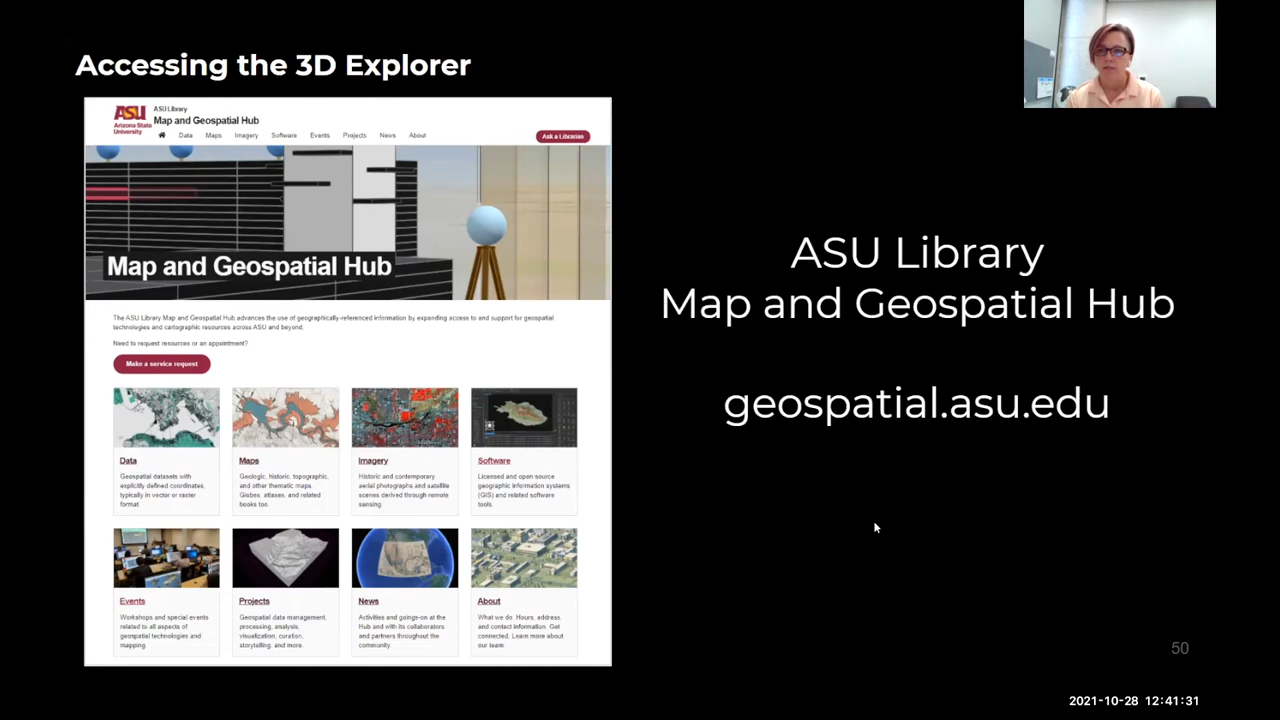 Accessing the 3D Explorer
ASU
Arizona State
University
ASU Library
Map and Geospatial Hub
Data Maps Imagery Software Events Projects News About
Ask a Librarian
Map and Geospatial Hub
The ASU Library Map and Geospatial Hub advances the use of geographically-referenced information by expanding access to and support for geospatial
technologies and cartographic resources across ASU and beyond.
Need to request resources or an appointment?
Make a service request
Data
Geospatial datasets with
explicitly defined coordinates,
typically in vector or raster
format.
Maps
Geologic, historic, topographic,
and other thematic maps.
Globes, atlases, and related
books too.
Imagery
Historic and contemporary
aerial photographs and satellite
scenes derived through remote
sensing.
Software
Licensed and open source
geographic information systems
(GIS) and related software
tools.
Events
Workshops and special events
related to all aspects of
geospatial technologies and
mapping.
Projects
Geospatial data management,
processing, analysis,
visualization, curation,
storytelling, and more.
News
Activities and goings-on at the
Hub and with its collaborators
and partners throughout the
community.
About
What we do. Hours, address,
and contact information. Get
connected. Learn more about
our team.
ASU Library
Map and Geospatial Hub
geospatial.asu.edu
50
2021-10-28 12:41:31